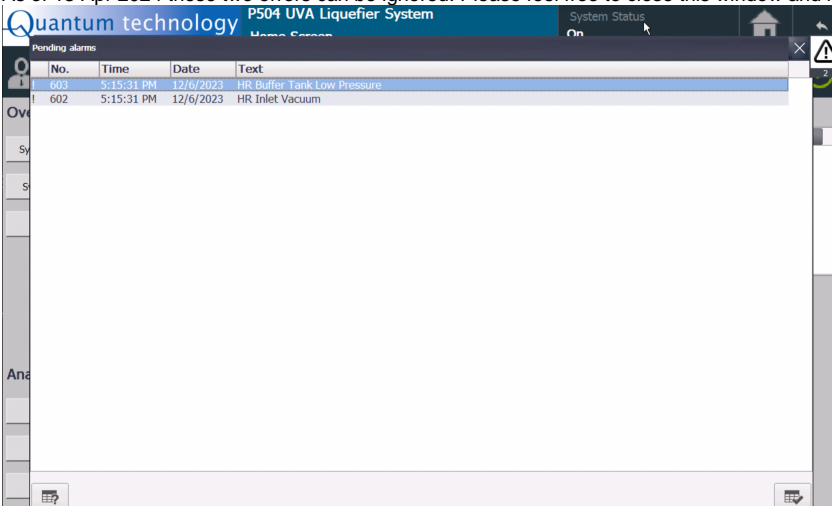 As of 15 Apr 2024 these two errors can be ignored. Please feel free to close this window and
Quantum technology
P504 UVA Liquefier System
Home Screen
System Status
On
Pending alarms
2
No. Time Date Text
! 603 5:15:31 PM 12/6/2023 HR Buffer Tank Low Pressure
! 602 5:15:31 PM 12/6/2023 HR Inlet Vacuum
Ove
Sy
S
Ana